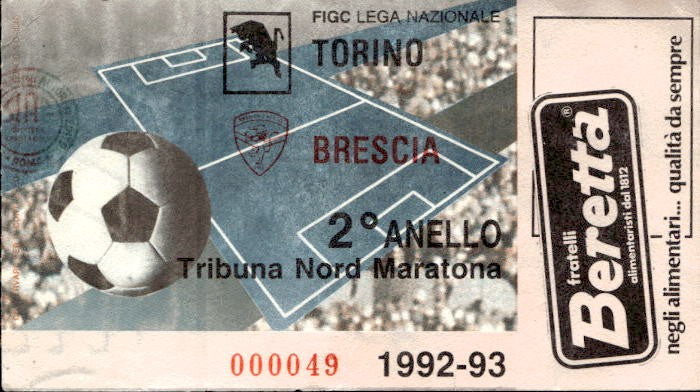 FIGC LEGA NAZIONALE
TORINO
BRESCIA
2° ANELLO
Tribuna Nord Maratona
000049 1992-93
fratelli
Beretta®
alimentaristi dal 1812
negli alimentari... qualità da sempre